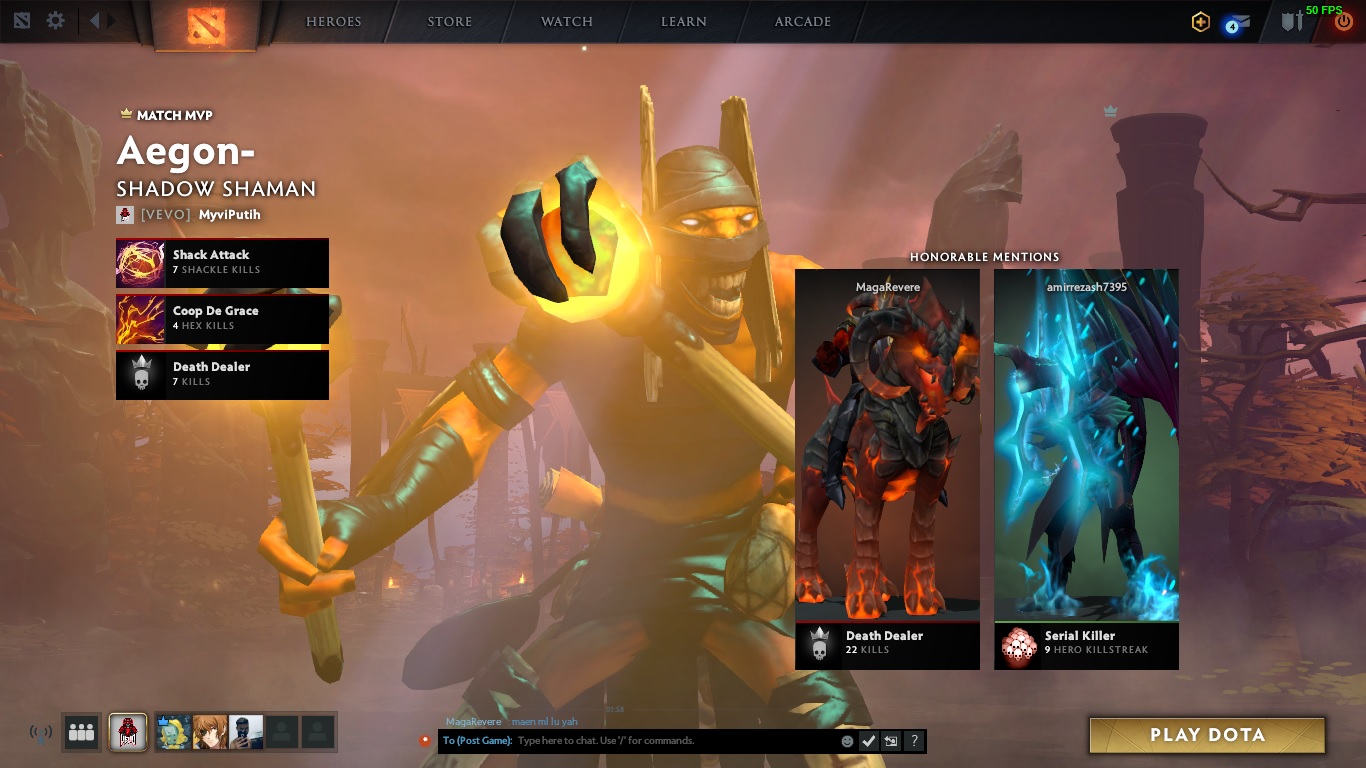 HEROES
STORE
WATCH
LEARN
ARCADE
4
50 FPS
MATCH MVP
Aegon-
SHADOW SHAMAN
[VEVO] MyviPutih
Shack Attack
7 SHACKLE KILLS
Coop De Grace
4 HEX KILLS
Death Dealer
7 KILLS
HONORABLE MENTIONS
MagaRevere
amirrezash7395
Death Dealer
22 KILLS
Serial Killer
9 HERO KILLSTREAK
01:58
MagaRevere maen ml lu yah
To (Post Game): Type here to chat. Use '/' for commands.
?
PLAY DOTA